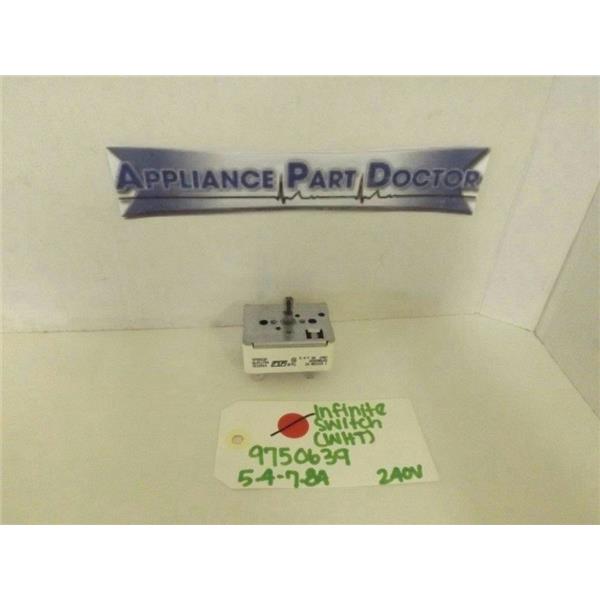 APPLIANCE PART DOCTOR
Infinite
Switch
(WHT)
9750639
5.4-7.8A 240V